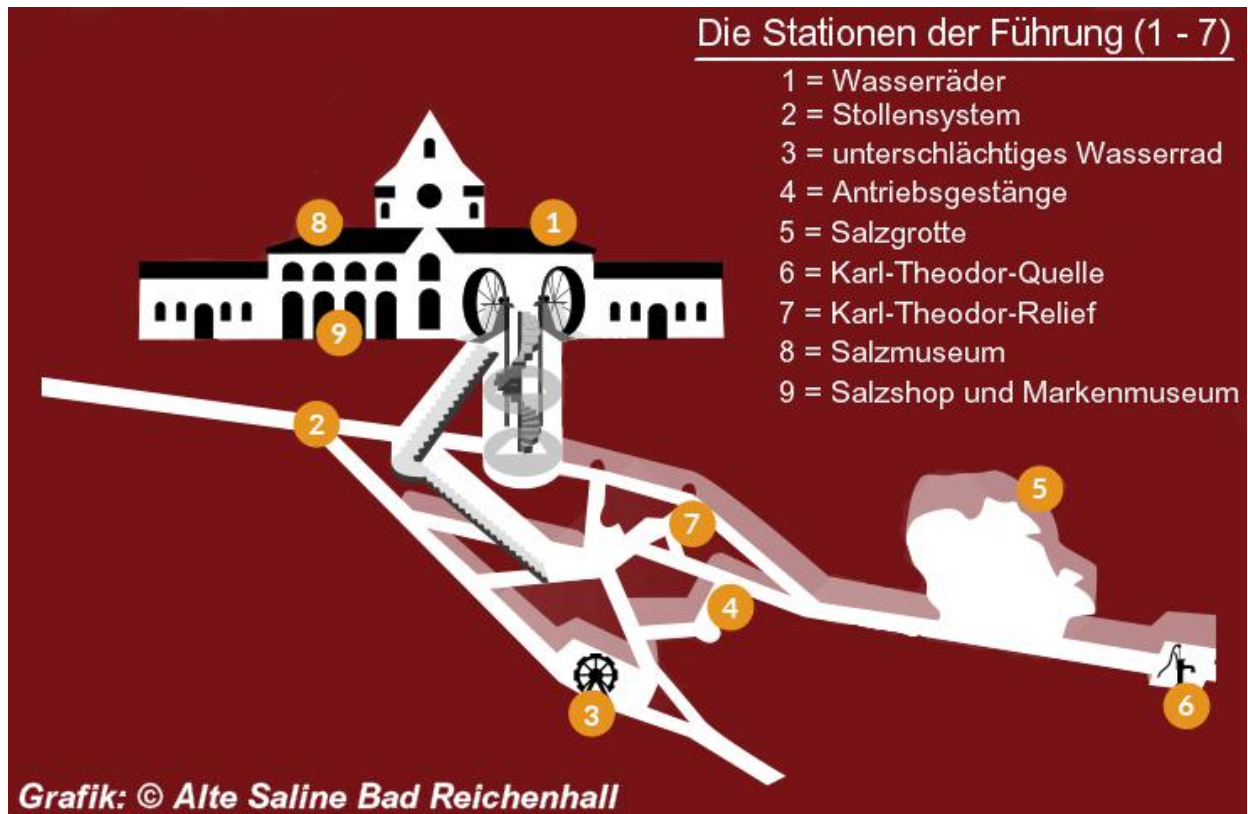 Die Stationen der Führung (1 - 7)
1 = Wasserräder
2 = Stollensystem
3 = unterschlächtiges Wasserrad
4 = Antriebsgestänge
5 = Salzgrotte
6 = Karl-Theodor-Quelle
7 = Karl-Theodor-Relief
8 = Salzmuseum
9 = Salzshop und Markenmuseum
8
1
9
2
5
7
4
3
6
Grafik: © Alte Saline Bad Reichenhall